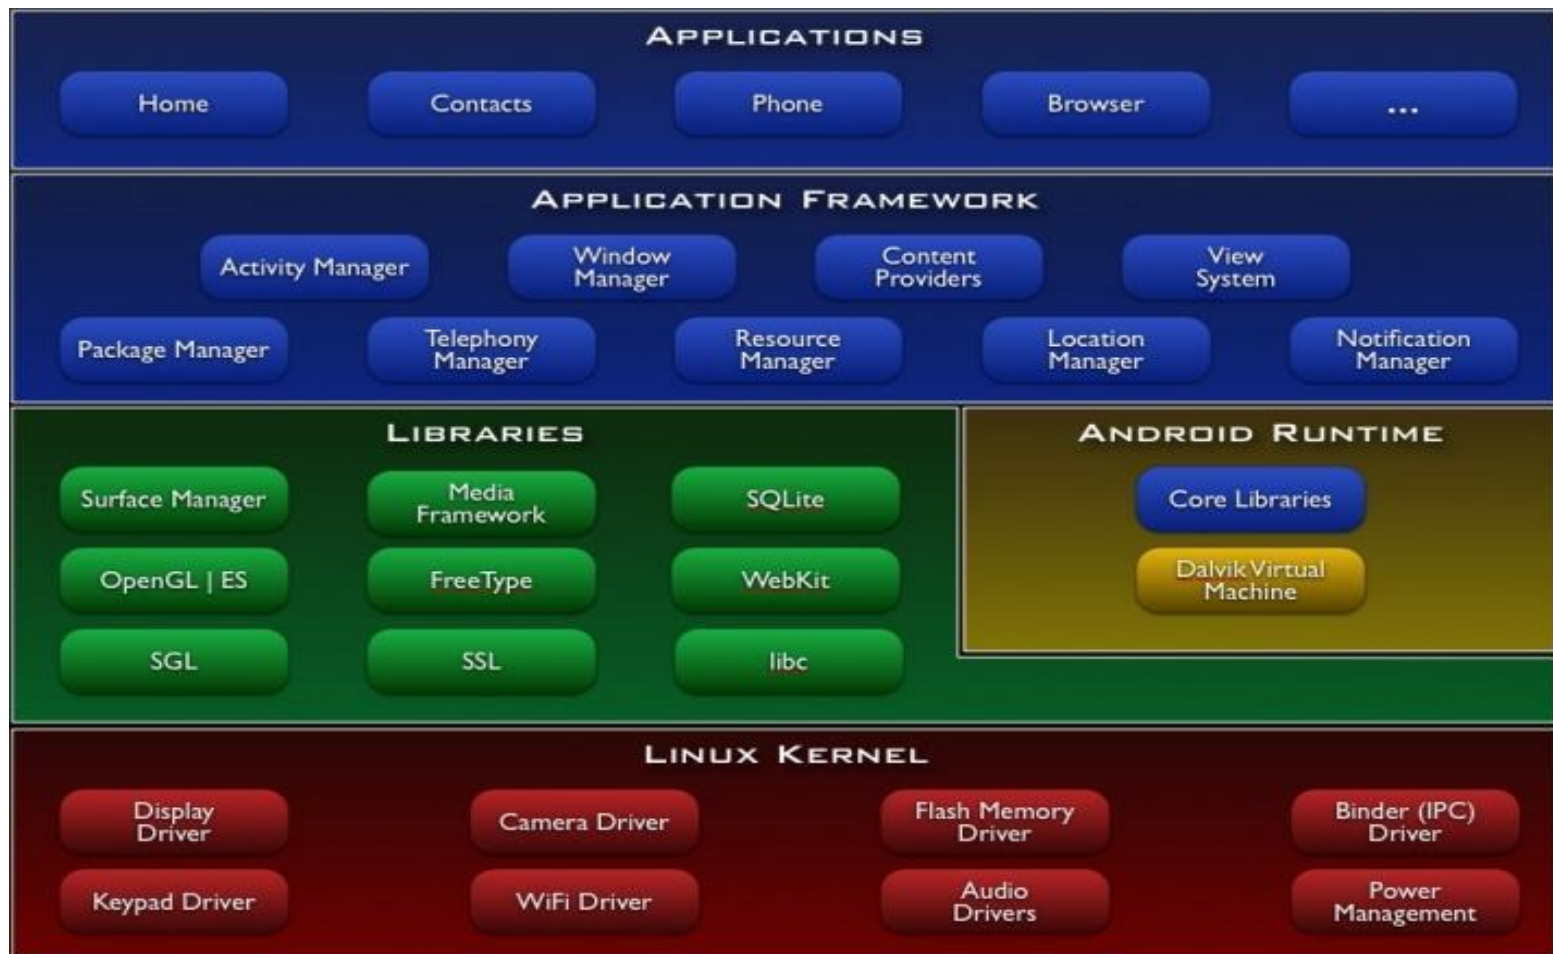 APPLICATIONS
Home
Contacts
Phone
Browser
...
APPLICATION FRAMEWORK
Activity Manager
Window
Manager
Content
Providers
View
System
Package Manager
Telephony
Manager
Resource
Manager
Location
Manager
Notification
Manager
LIBRARIES
Surface Manager
Media
Framework
SQLite
OpenGL | ES
FreeType
WebKit
SGL
SSL
libc
ANDROID RUNTIME
Core Libraries
Dalvik Virtual
Machine
LINUX KERNEL
Display
Driver
Camera Driver
Flash Memory
Driver
Binder (IPC)
Driver
Keypad Driver
WiFi Driver
Audio
Drivers
Power
Management